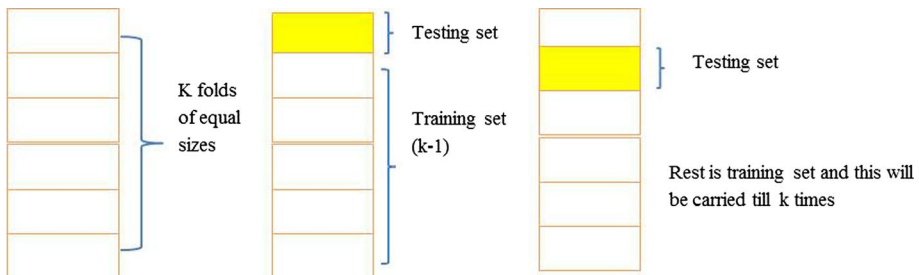 K folds
of equal
sizes
Testing set
Training set
(k-1)
Testing set
Rest is training set and this will
be carried till k times